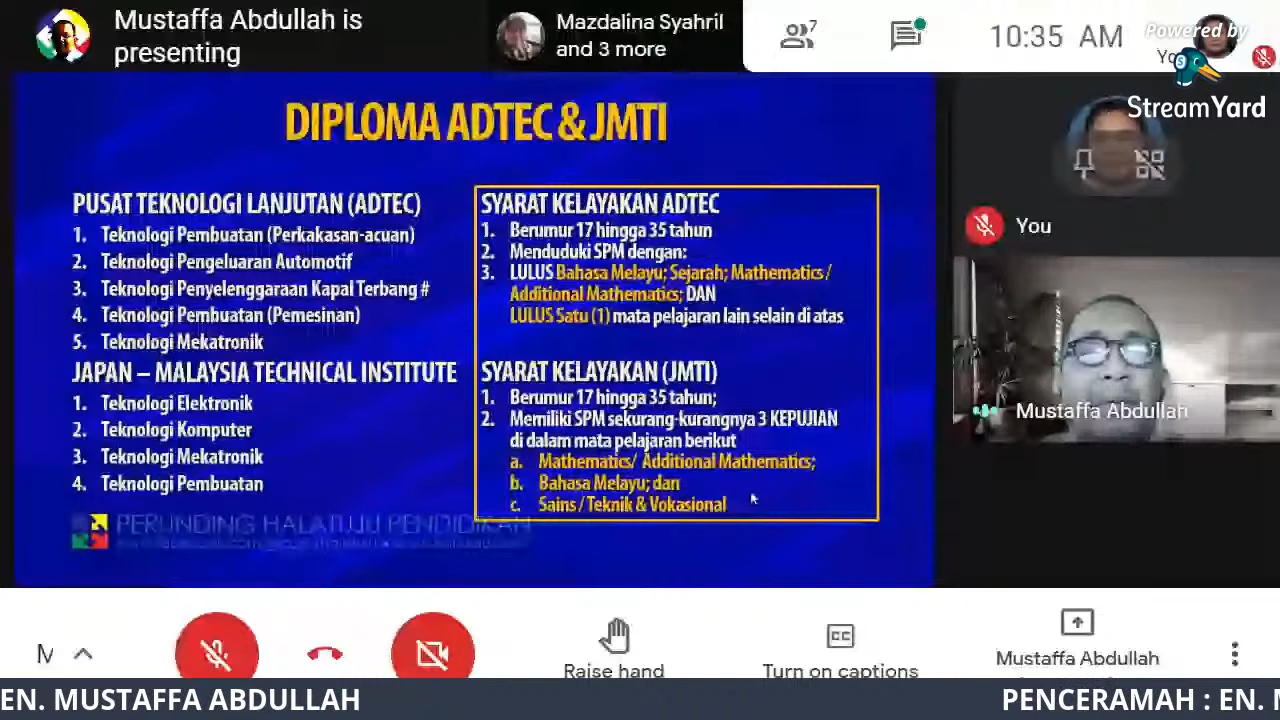 Mustaffa Abdullah is
presenting
Mazdalina Syahril
and 3 more
7
10:35 AM
Powered by
StreamYard
DIPLOMA ADTEC & JMTI
PUSAT TEKNOLOGI LANJUTAN (ADTEC)
1. Teknologi Pembuatan (Perkakasan-acuan)
2. Teknologi Pengeluaran Automotif
3. Teknologi Penyelenggaraan Kapal Terbang #
4. Teknologi Pembuatan (Pemesinan)
5. Teknologi Mekatronik
JAPAN – MALAYSIA TECHNICAL INSTITUTE
1. Teknologi Elektronik
2. Teknologi Komputer
3. Teknologi Mekatronik
4. Teknologi Pembuatan
SYARAT KELAYAKAN ADTEC
1. Berumur 17 hingga 35 tahun
2. Menduduki SPM dengan:
3. LULUS Bahasa Melayu; Sejarah; Mathematics /
Additional Mathematics; DAN
LULUS Satu (1) mata pelajaran lain selain di atas
SYARAT KELAYAKAN (JMTI)
1. Berumur 17 hingga 35 tahun;
2. Memiliki SPM sekurang-kurangnya 3 KEPUJIAN
di dalam mata pelajaran berikut
a. Mathematics/ Additional Mathematics;
b. Bahasa Melayu; dan
c. Sains / Teknik & Vokasional
PERUNDING HALATUJU PENDIDIKAN
You
Mustaffa Abdullah
M
Raise hand
CC
Turn on captions
Mustaffa Abdullah
EN. MUSTAFFA ABDULLAH
PENCERAMAH : EN.